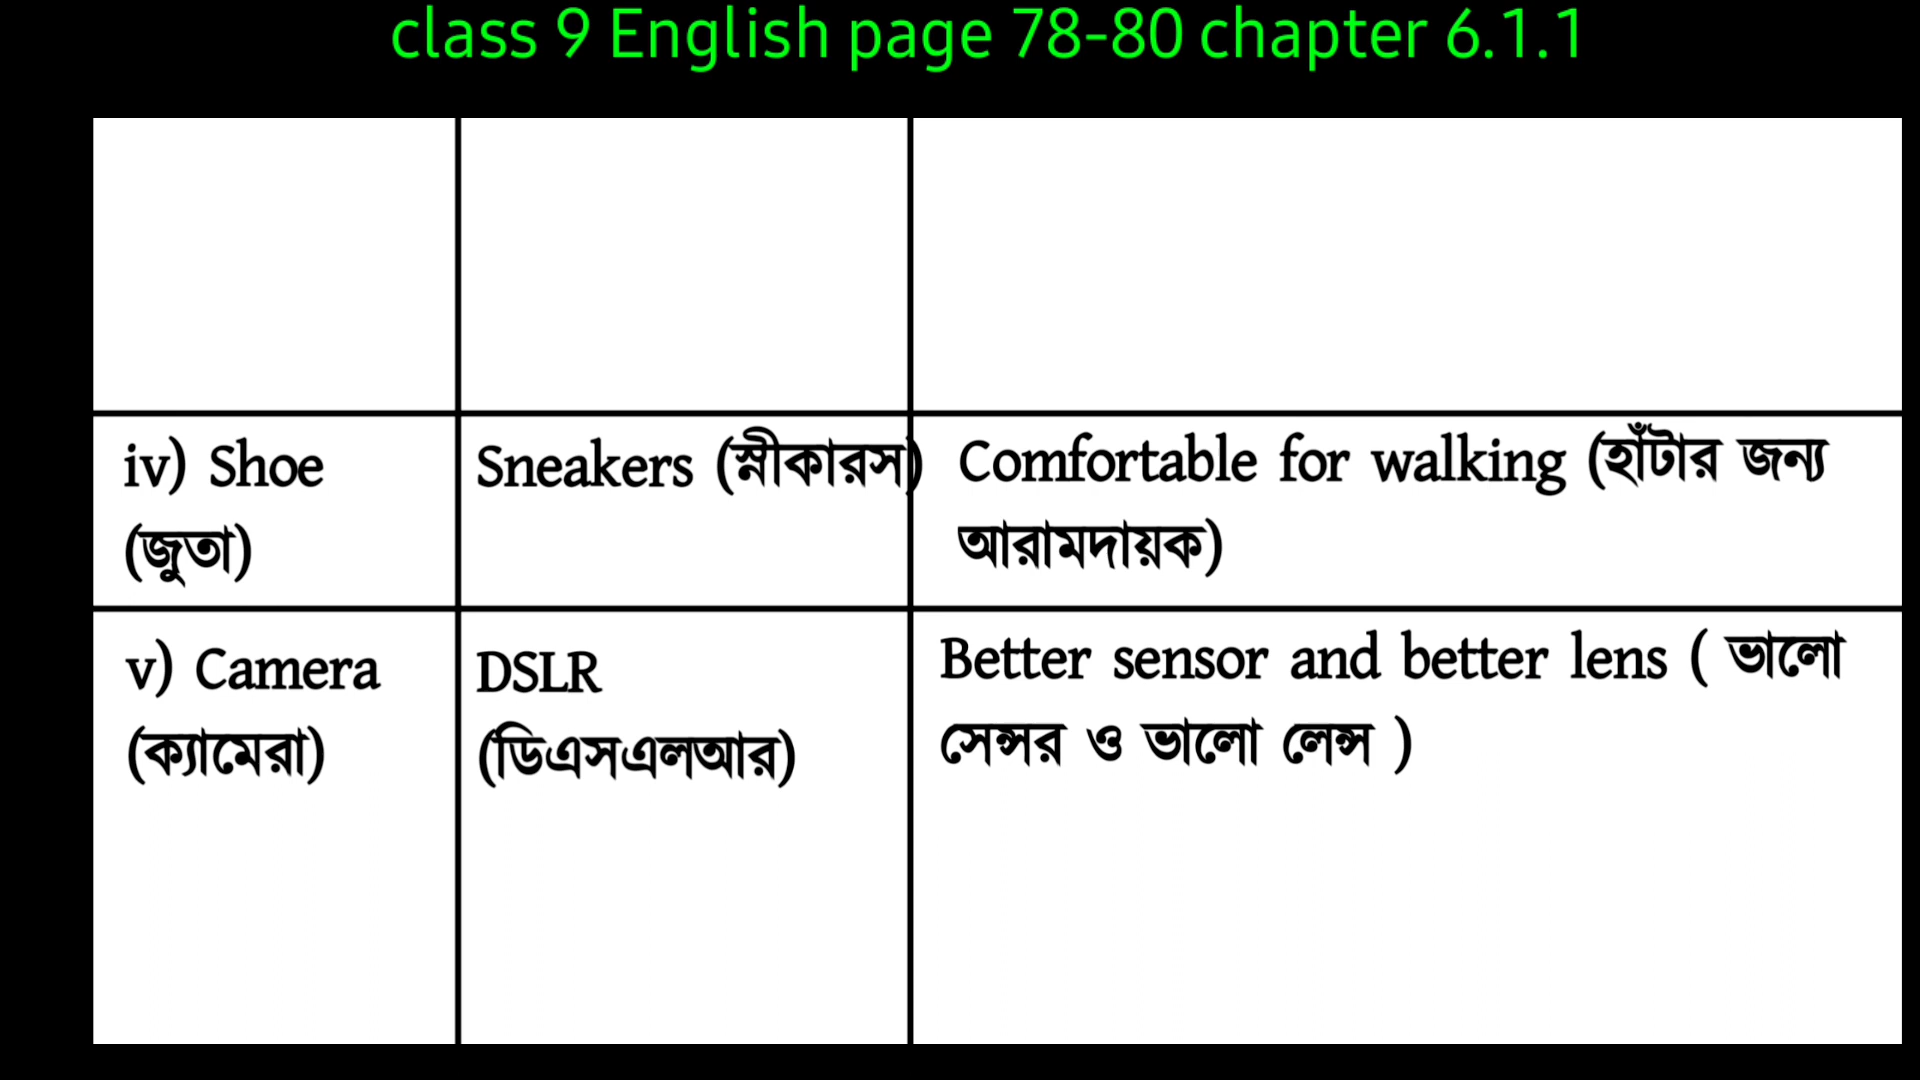 class 9 English page 78-80 chapter 6.1.1
iv) Shoe
(জুতা)
Sneakers (স্নীকারস)
Comfortable for walking (হাঁটার জন্য
আরামদায়ক)
v) Camera
(ক্যামেরা)
DSLR
(ডিএসএলআর)
Better sensor and better lens ( ভালো
সেন্সর ও ভালো লেন্স )